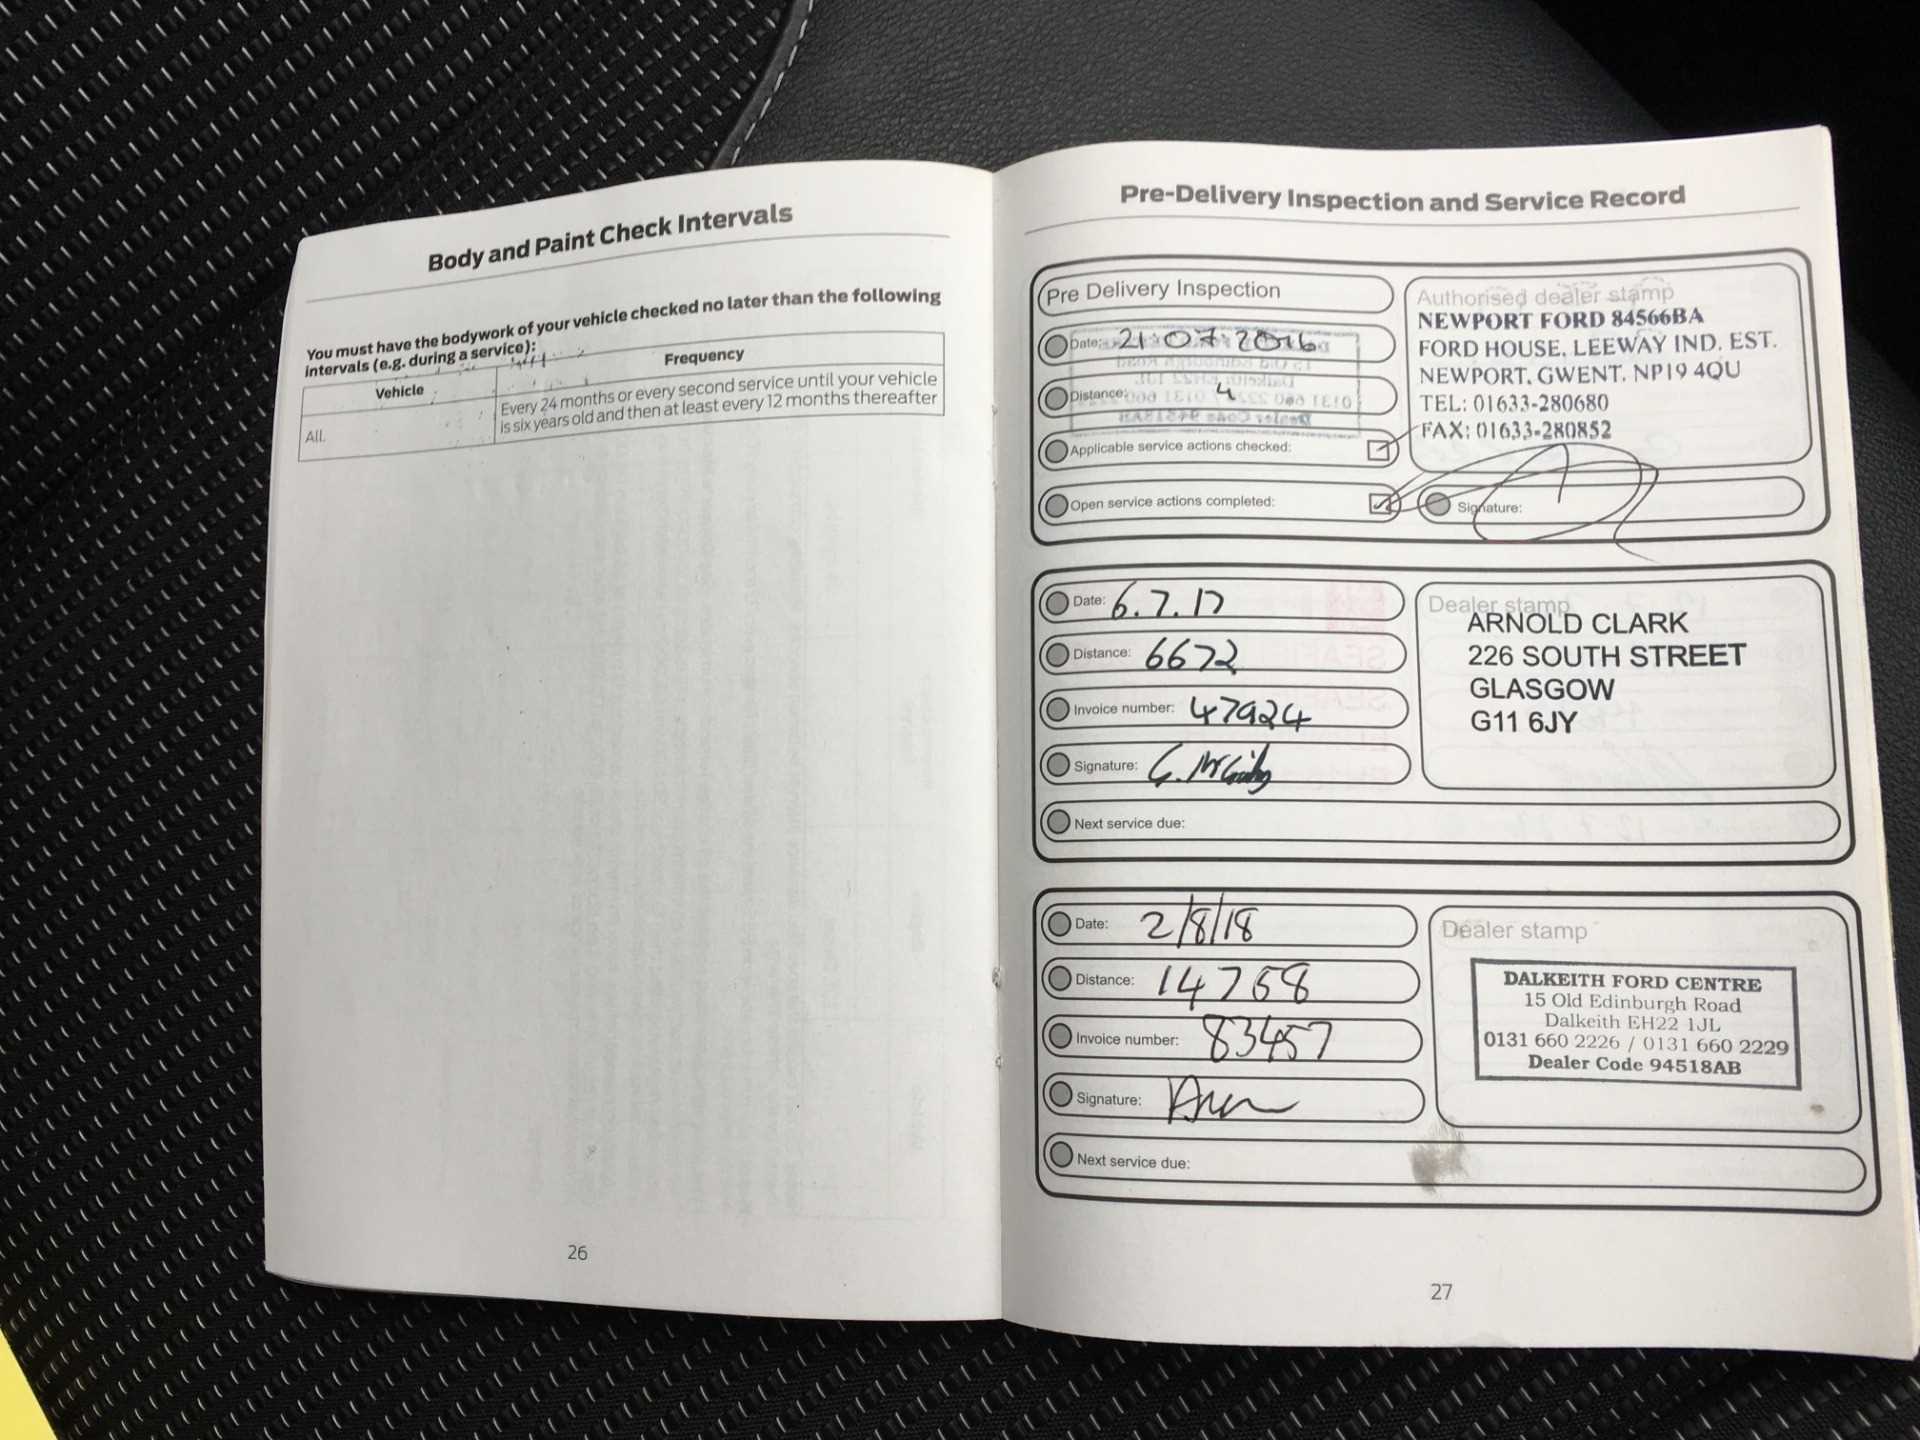 Body and Paint Check Intervals
You must have the bodywork of your vehicle checked no later than the following
intervals (e.g. during a service):
Vehicle
Frequency
All.
Every 24 months or every second service until your vehicle
is six years old and then at least every 12 months thereafter
26
Pre-Delivery Inspection and Service Record
Pre Delivery Inspection
Date: 21 07 2016
Distance: 4
Applicable service actions checked:
Open service actions completed:
Authorised dealer stamp
NEWPORT FORD 84566BA
FORD HOUSE, LEEWAY IND. EST.
NEWPORT. GWENT. NP19 4QU
TEL: 01633-280680
FAX: 01633-280852
Signature:
Date: 6.7.17
Distance: 6672
Invoice number: 47924
Signature:
Next service due:
Dealer stamp
ARNOLD CLARK
226 SOUTH STREET
GLASGOW
G11 6JY
Date: 2/8/18
Distance: 14768
Invoice number: 83457
Signature:
Next service due:
Dealer stamp
DALKEITH FORD CENTRE
15 Old Edinburgh Road
Dalkeith EH22 1JL
0131 660 2226 / 0131 660 2229
Dealer Code 94518AB
27